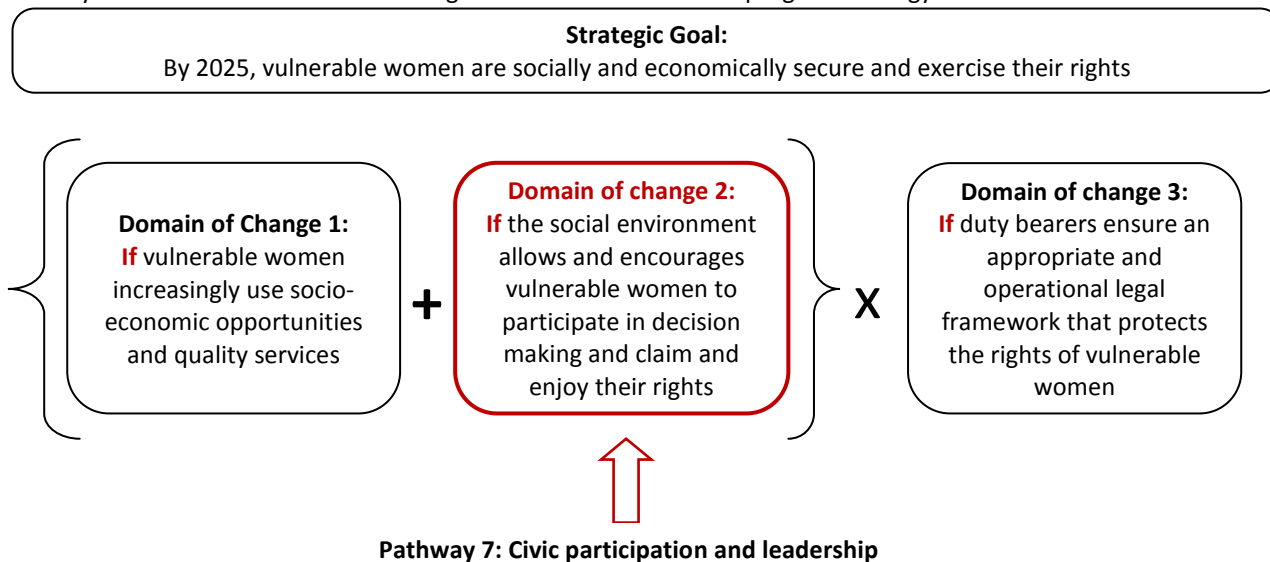 Strategic Goal:
By 2025, vulnerable women are socially and economically secure and exercise their rights
Domain of Change 1:
If vulnerable women
increasingly use socio-
economic opportunities
and quality services
+
Domain of change 2:
If the social environment
allows and encourages
vulnerable women to
participate in decision
making and claim and
enjoy their rights
X
Domain of change 3:
If duty bearers ensure an
appropriate and
operational legal
framework that protects
the rights of vulnerable
women
Pathway 7: Civic participation and leadership